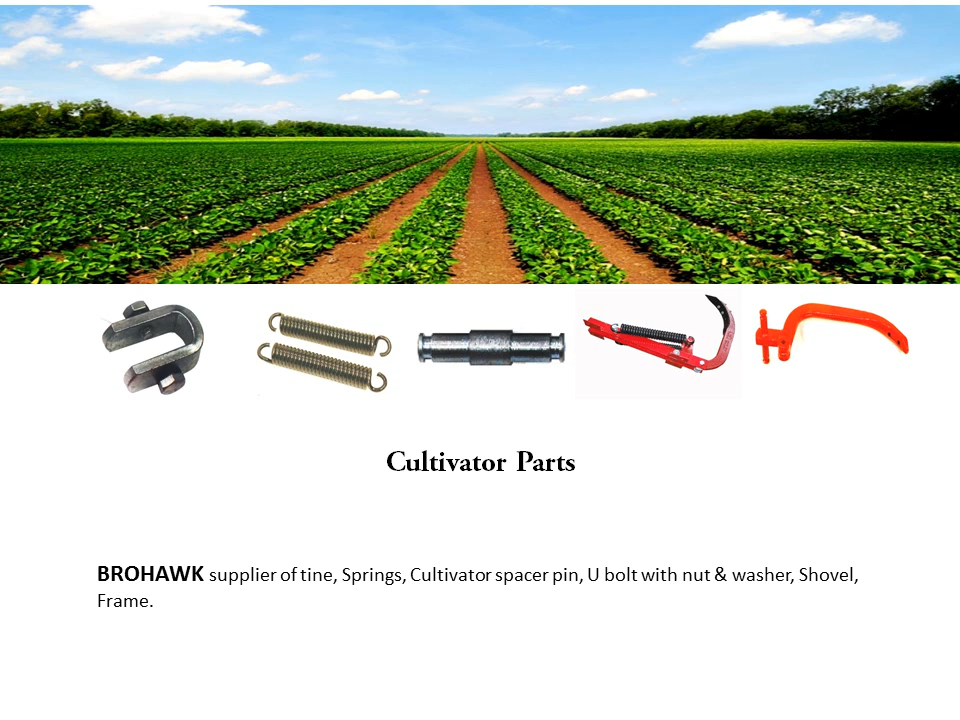 Cultivator Parts
BROHAWK supplier of tine, Springs, Cultivator spacer pin, U bolt with nut & washer, Shovel,
Frame.